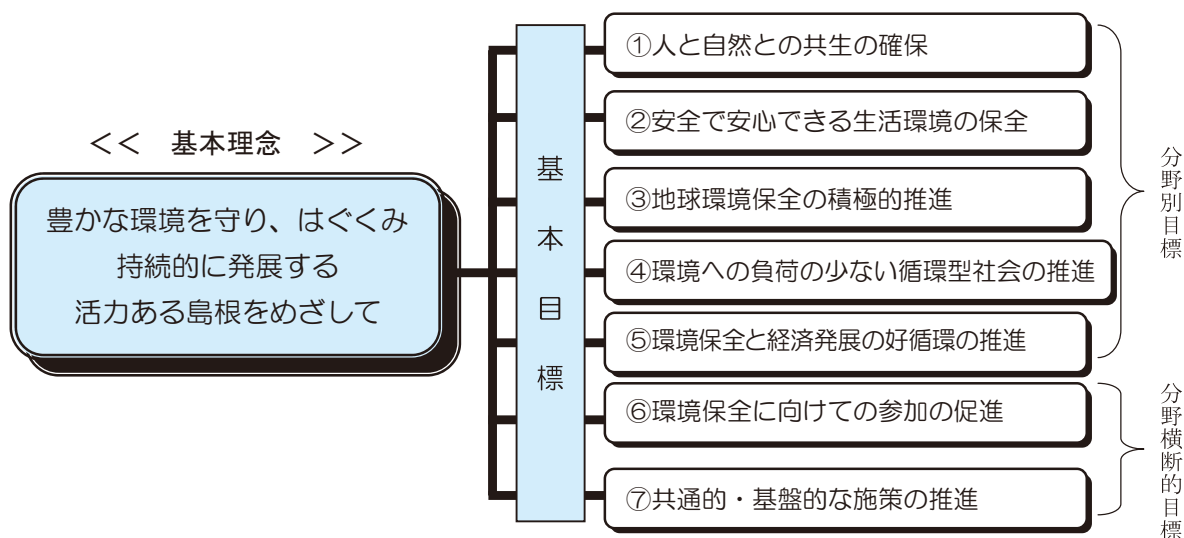 <<　基本理念　>>
豊かな環境を守り、はぐくみ
持続的に発展する
活力ある島根をめざして
基本目標
①人と自然との共生の確保
②安全で安心できる生活環境の保全
③地球環境保全の積極的推進
④環境への負荷の少ない循環型社会の推進
⑤環境保全と経済発展の好循環の推進
分野別目標
⑥環境保全に向けての参加の促進
⑦共通的・基盤的な施策の推進
分野横断的目標